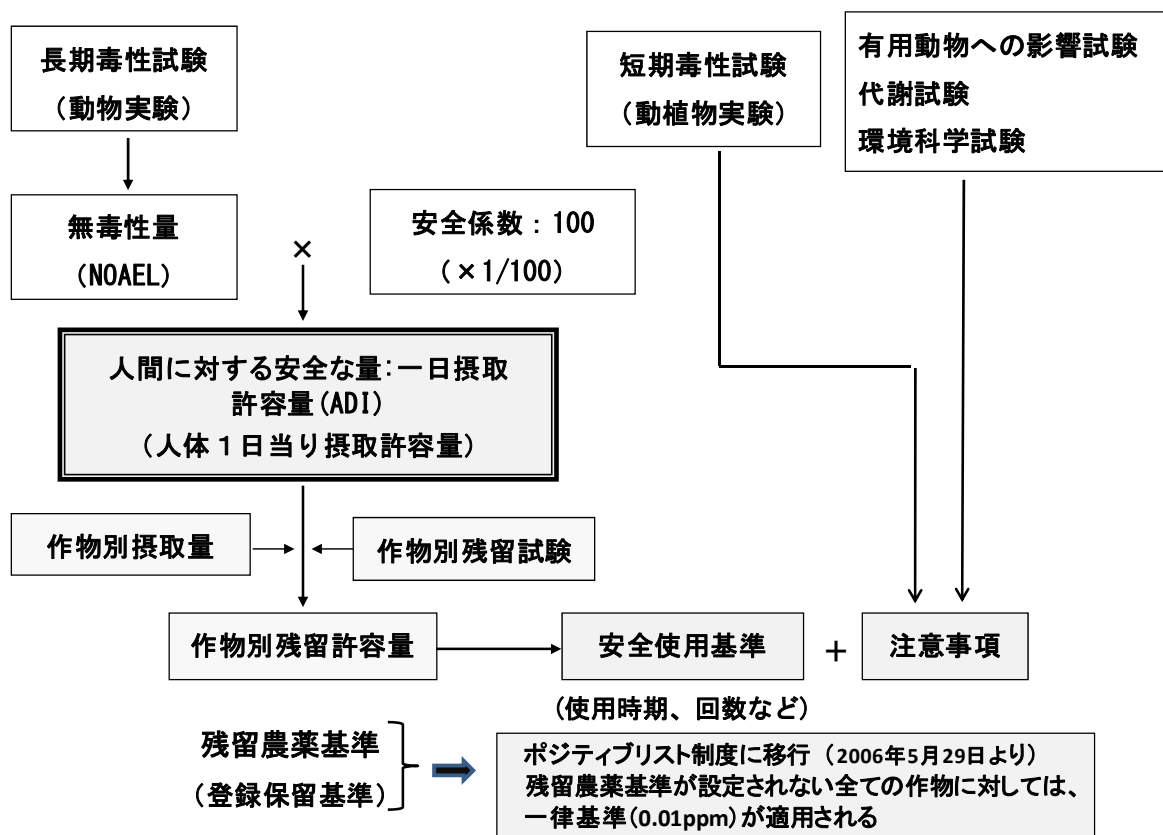 長期毒性試験
(動物実験)
短期毒性試験
(動植物実験)
有用動物への影響試験
代謝試験
環境科学試験
無毒性量
(NOAEL)
×
安全係数：100
(×1/100)
人間に対する安全な量:一日摂取
許容量(ADI)
(人体１日当り摂取許容量)
作物別摂取量
作物別残留試験
作物別残留許容量
安全使用基準
+
注意事項
(使用時期、回数など)
残留農薬基準
(登録保留基準)
ポジティブリスト制度に移行 （2006年5月29日より）
残留農薬基準が設定されない全ての作物に対しては、
一律基準(0.01ppm)が適用される